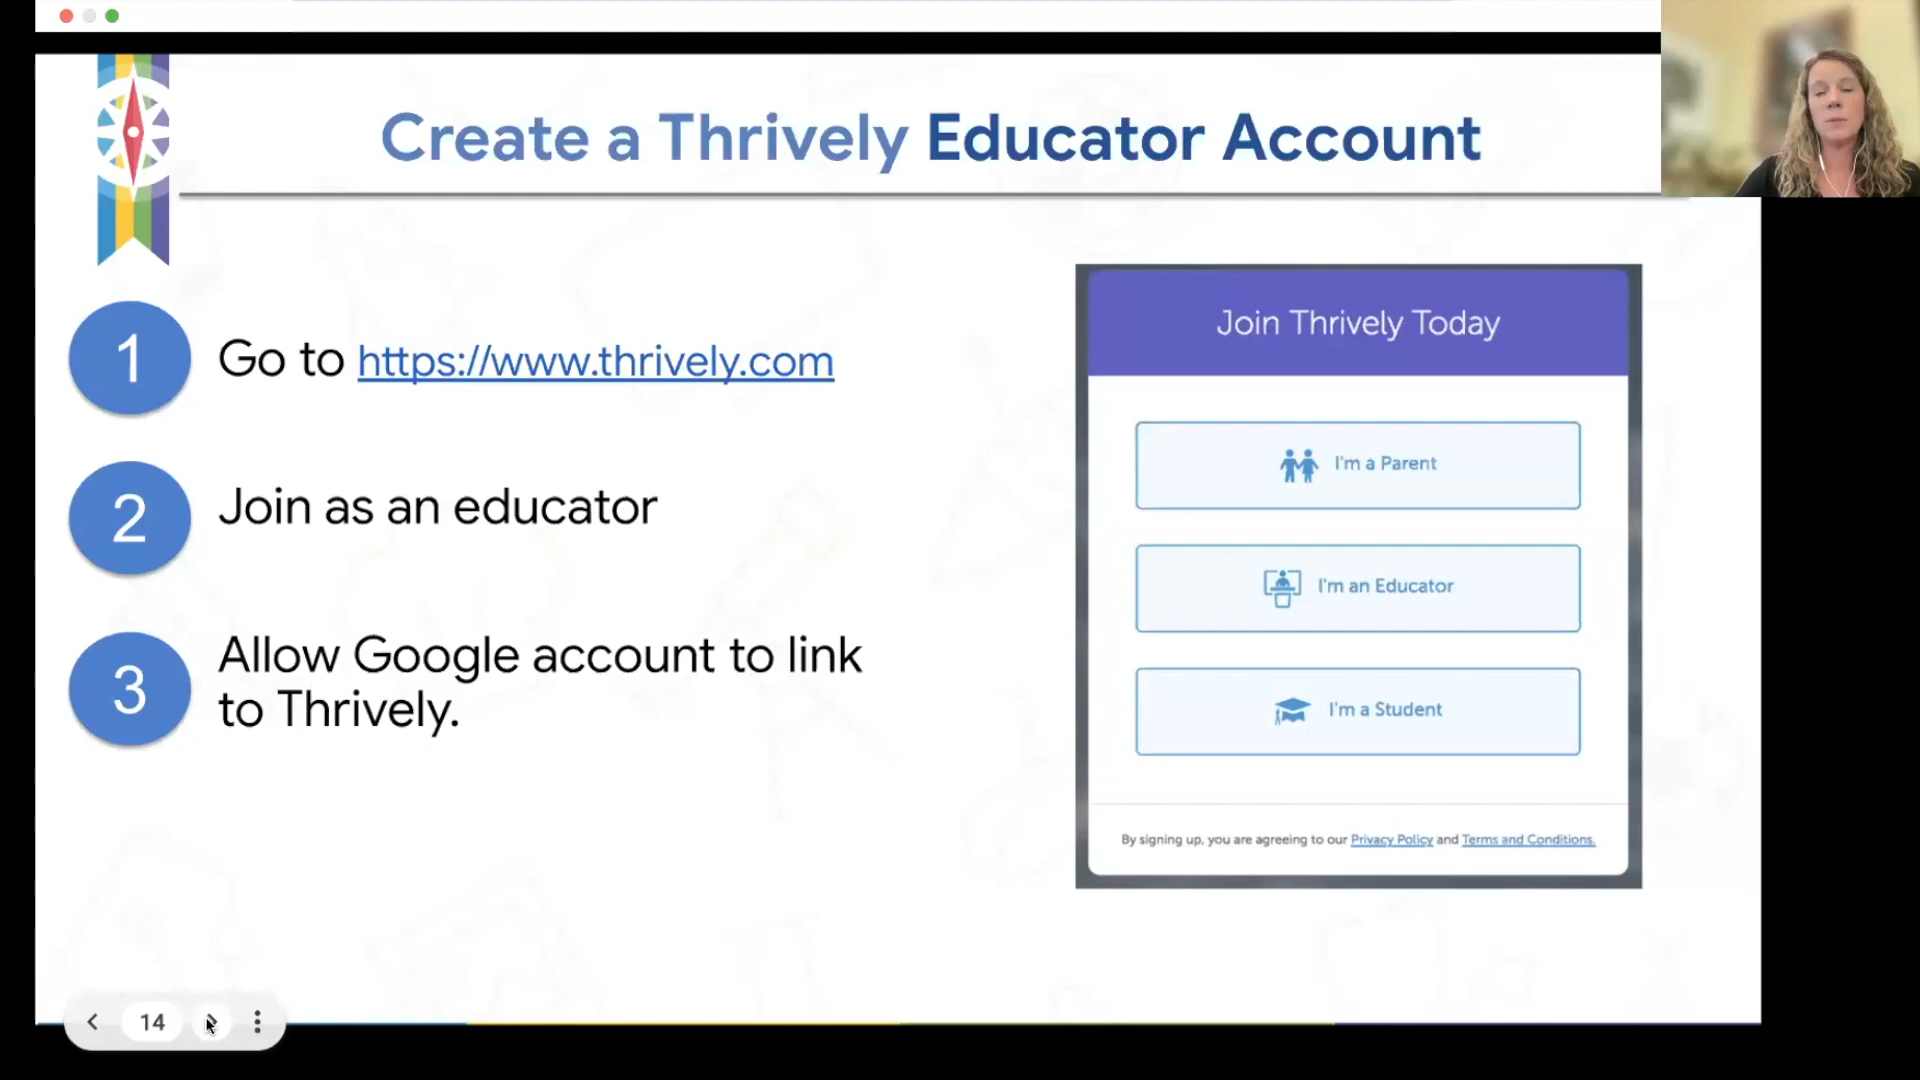 Create a Thrively Educator Account
1 Go to https://www.thrively.com
2 Join as an educator
3 Allow Google account to link
to Thrively.
Join Thrively Today
I'm a Parent
I'm an Educator
I'm a Student
By signing up, you are agreeing to our Privacy Policy and Terms and Conditions.
14